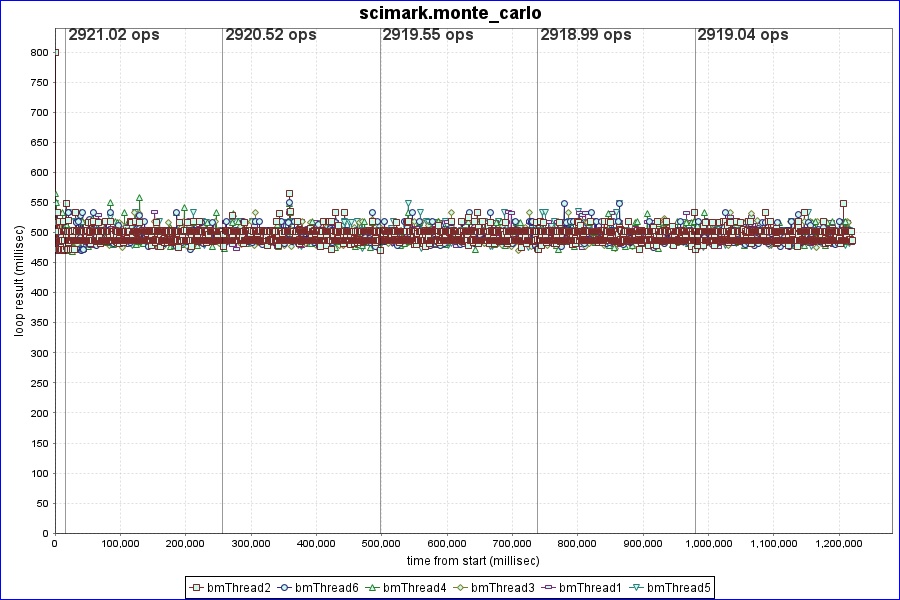 scimark.monte_carlo
2921.02 ops 2920.52 ops 2919.55 ops 2918.99 ops 2919.04 ops
800
750
700
650
600
550
500
450
400
350
300
250
200
150
100
50
0
loop result (millisec)
0 100,000 200,000 300,000 400,000 500,000 600,000 700,000 800,000 900,000 1,000,000 1,100,000 1,200,000
time from start (millisec)
bmThread2 bmThread6 bmThread4 bmThread3 bmThread1 bmThread5